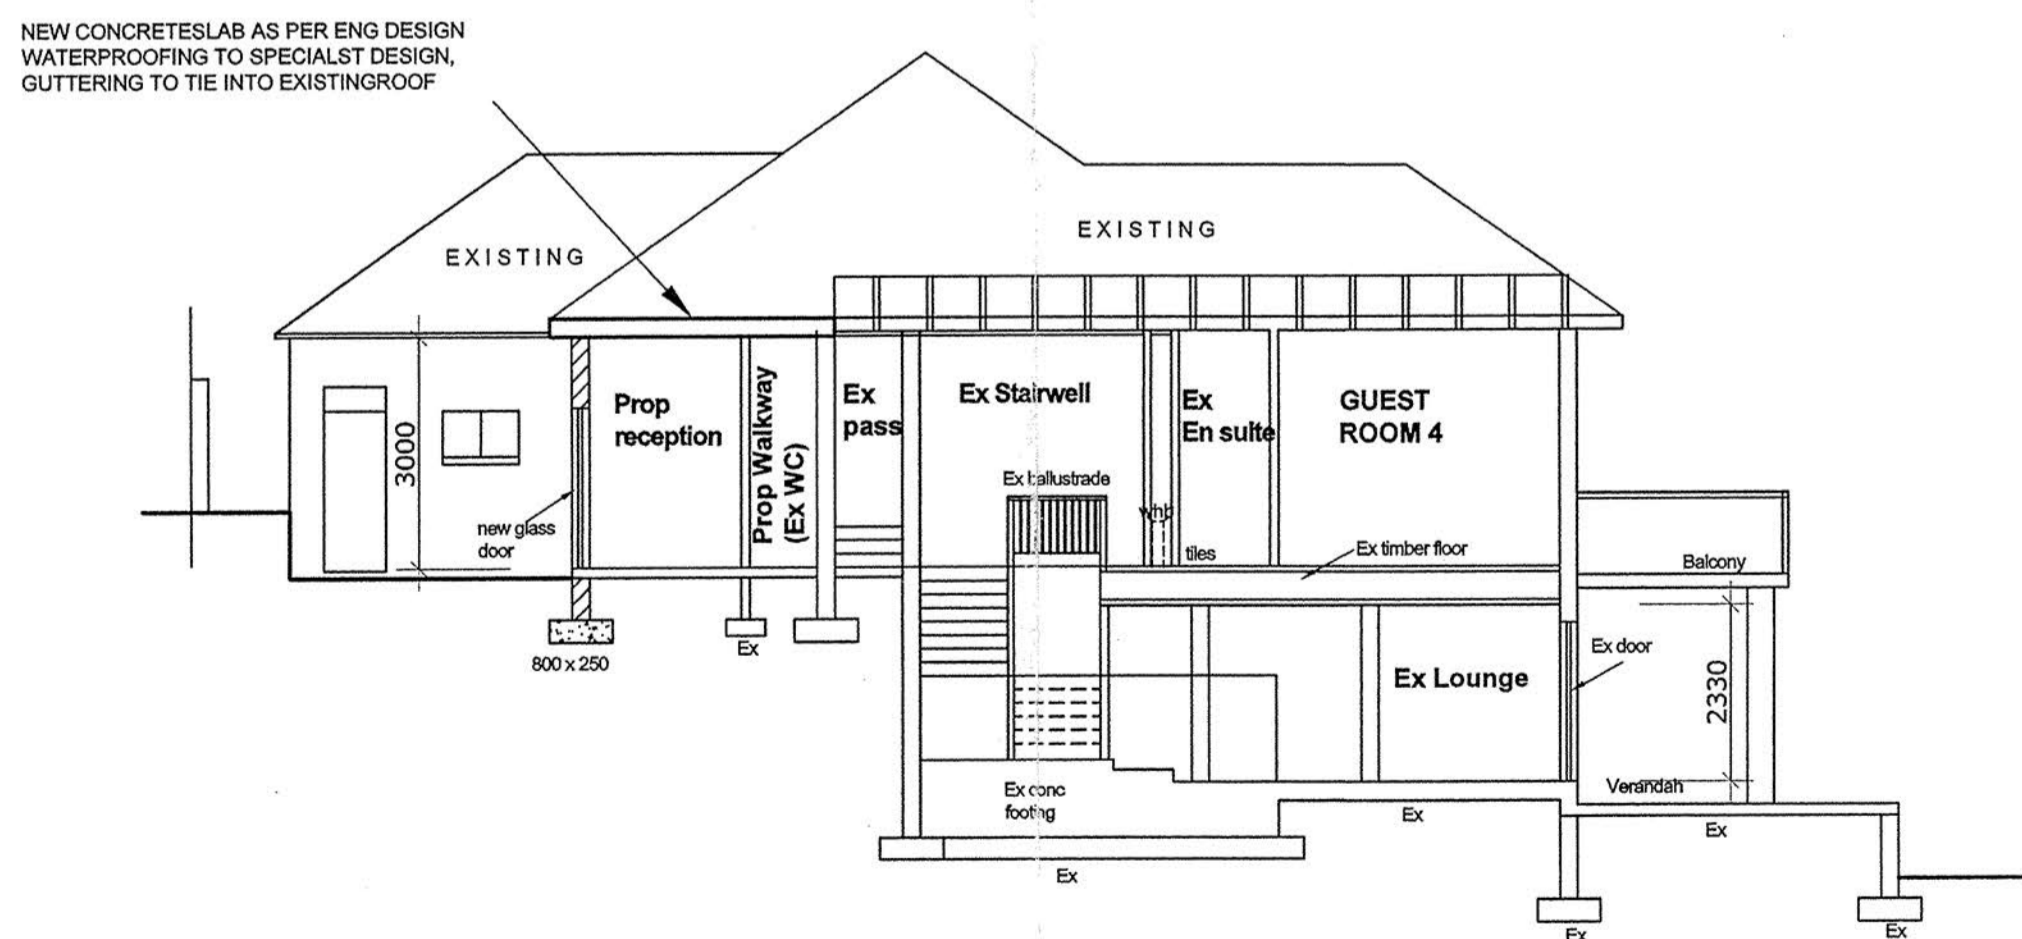 NEW CONCRETESLAB AS PER ENG DESIGN
WATERPROOFING TO SPECIALST DESIGN,
GUTTERING TO TIE INTO EXISTINGROOF
EXISTING
EXISTING
3000
Prop
reception
Prop Walkway
(Ex WC)
Ex
pass
Ex Stairwell
Ex
En suite
GUEST
ROOM 4
Ex ballustrade
whb
new glass
door
tiles
Ex timber floor
Balcony
800 x 250
Ex
Ex Lounge
Ex door
2330
Verandah
Ex conc
footing
Ex
Ex
Ex
Ex
Ex